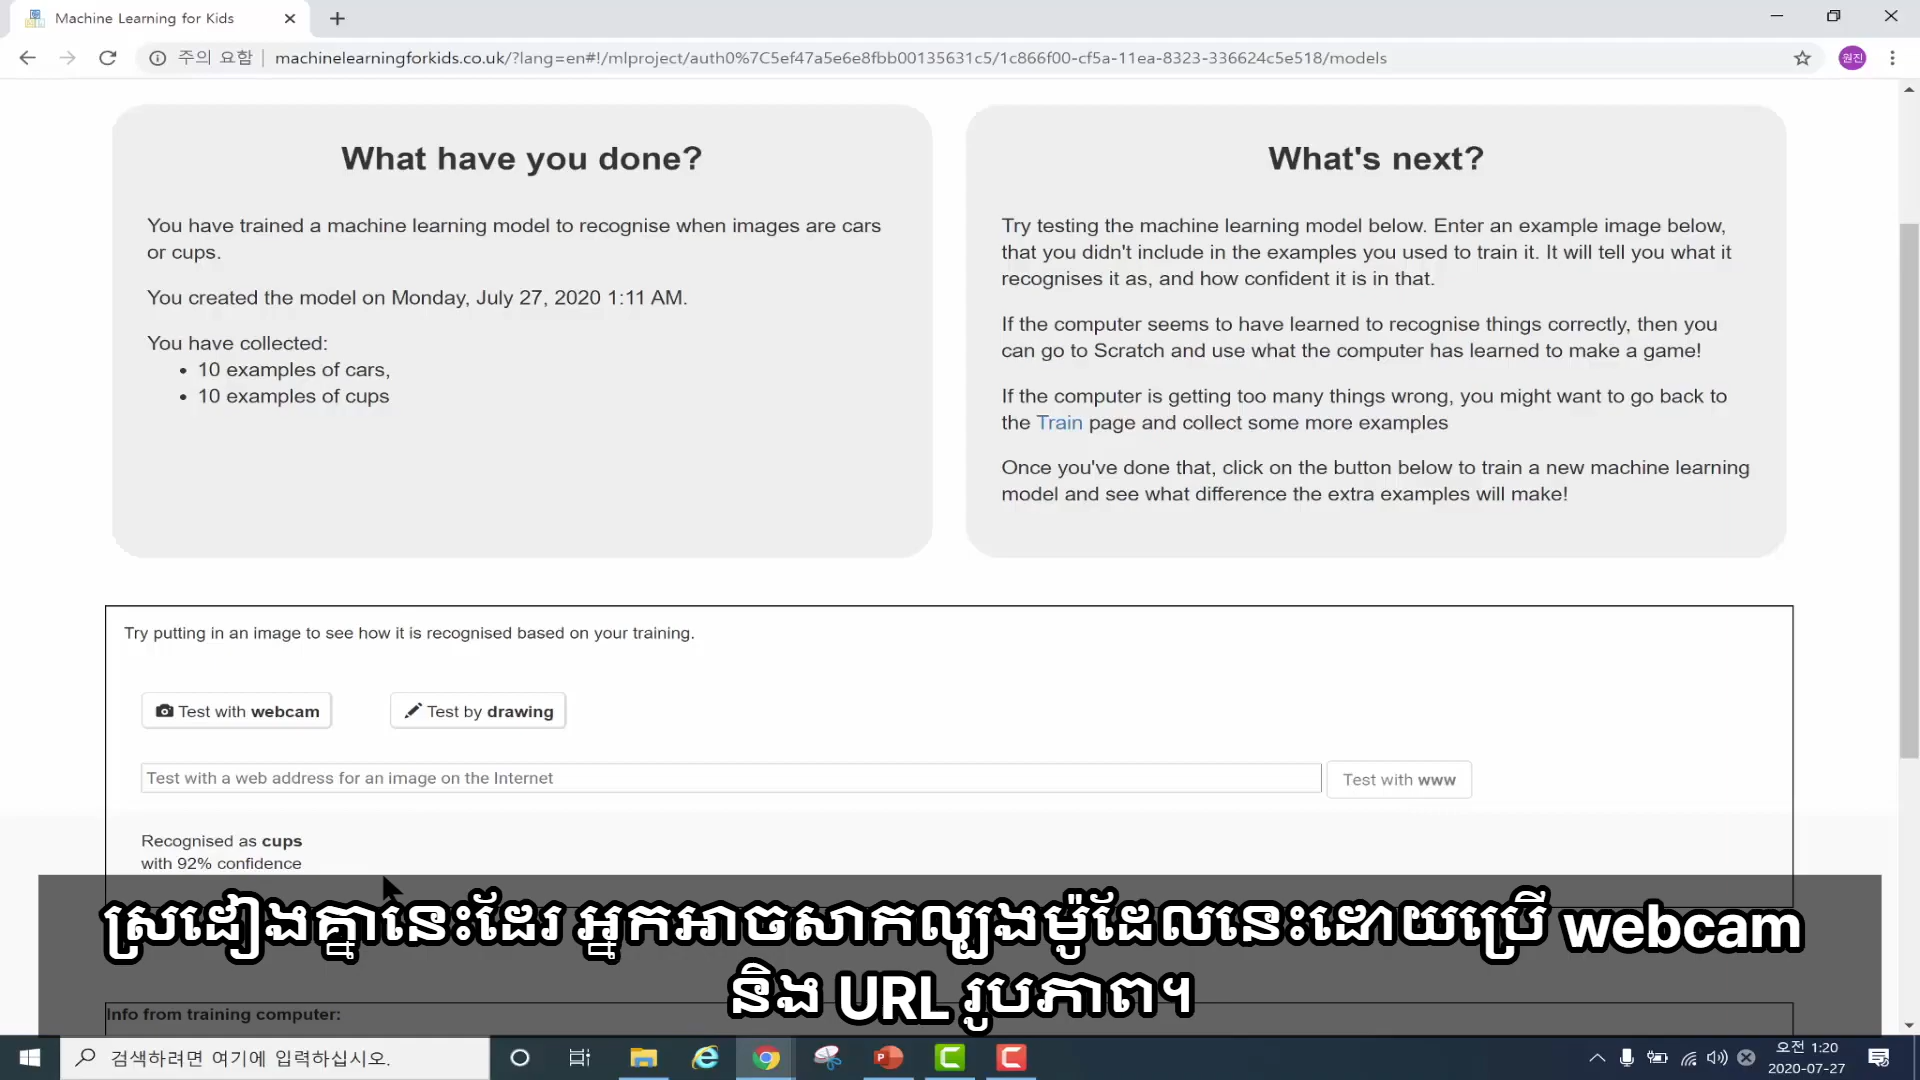 Machine Learning for Kids
주의 요함
machinelearningforkids.co.uk/?lang=en#!/mlproject/auth0%7C5ef47a5e6e8fbb00135631c5/1c866f00-cf5a-11ea-8323-336624c5e518/models
원진
What have you done?
You have trained a machine learning model to recognise when images are cars
or cups.
You created the model on Monday, July 27, 2020 1:11 AM.
You have collected:
• 10 examples of cars,
• 10 examples of cups
What's next?
Try testing the machine learning model below. Enter an example image below,
that you didn't include in the examples you used to train it. It will tell you what it
recognises it as, and how confident it is in that.
If the computer seems to have learned to recognise things correctly, then you
can go to Scratch and use what the computer has learned to make a game!
If the computer is getting too many things wrong, you might want to go back to
the Train page and collect some more examples
Once you've done that, click on the button below to train a new machine learning
model and see what difference the extra examples will make!
Try putting in an image to see how it is recognised based on your training.
Test with webcam
Test by drawing
Test with a web address for an image on the Internet
Test with www
Recognised as cups
with 92% confidence
ស្រដៀងគ្នានេះដែរ អ្នកអាចសាកល្បងម៉ូដែលនេះដោយប្រើ webcam
និង URL រូបភាព។
Info from training computer:
검색하려면 여기에 입력하십시오.
오전 1:20
2020-07-27